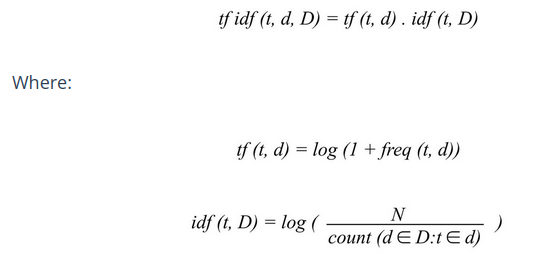 tf idf (t, d, D) = tf (t, d) . idf (t, D)
Where:
tf (t, d) = log (1 + freq (t, d))
idf (t, D) = log ( N / count (d ∈ D:t ∈ d) )